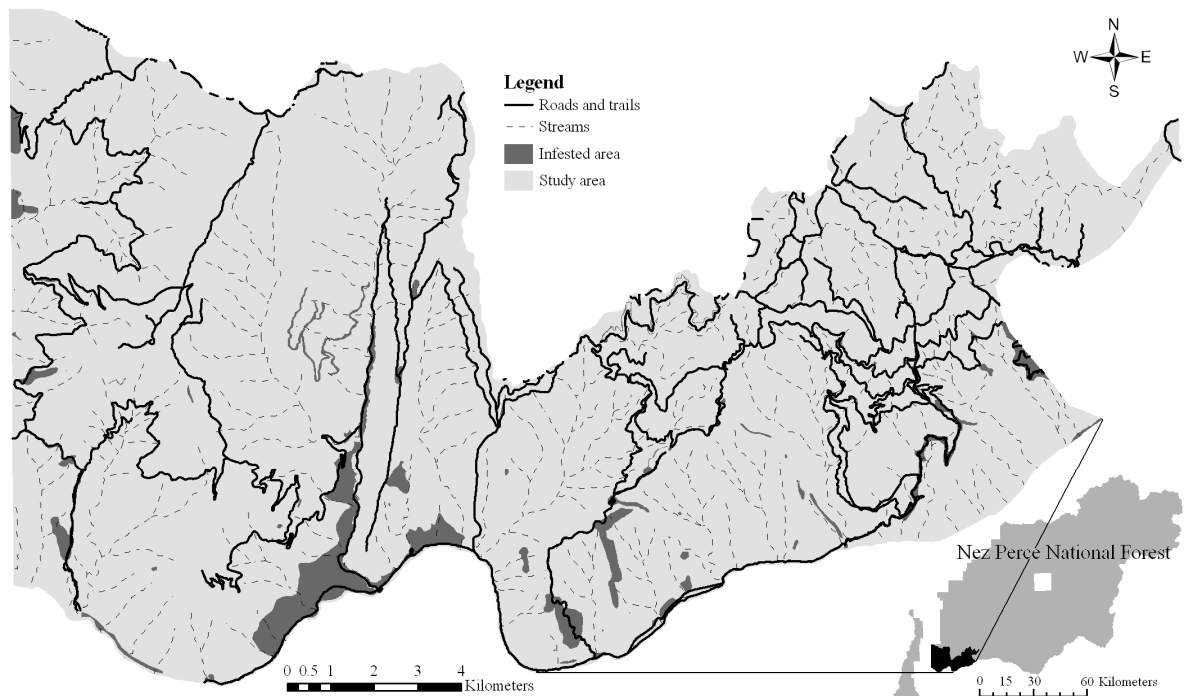 N
W E
S
Legend
Roads and trails
Streams
Infested area
Study area
Nez Perce National Forest
0 0.5 1 2 3 4
Kilometers
0 15 30 60 Kilometers